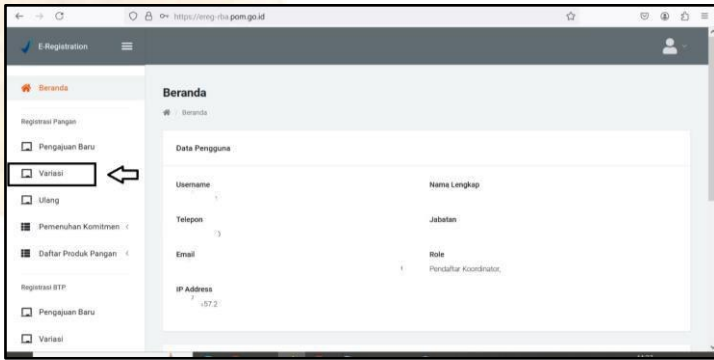 https://ereg-rba.pom.go.id
E-Registration
Beranda
Registrasi Pangan
Pengajuan Baru
Variasi
Ulang
Pemenuhan Komitmen
Daftar Produk Pangan
Registrasi BTP
Pengajuan Baru
Variasi
Beranda
Beranda
Data Pengguna
Username
Nama Lengkap
Telepon
Jabatan
Email
Role
Pendaftar Koordinator,
IP Address